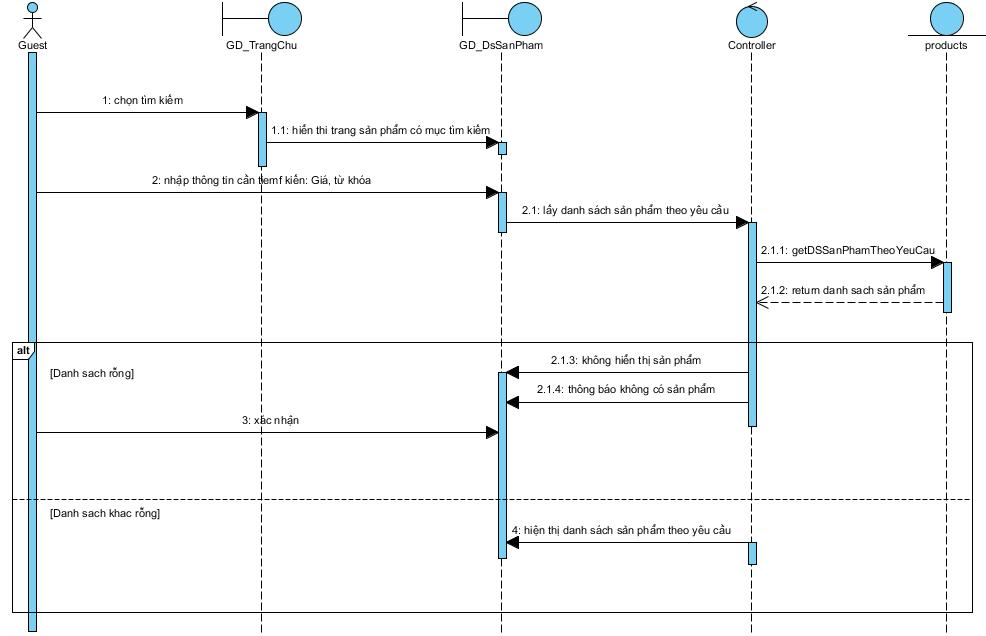 Guest
GD_TrangChu
GD_DsSanPham
Controller
products
1: chọn tìm kiếm
1.1: hiển thi trang sản phẩm có mục tìm kiếm
2: nhập thông tin cần tiemf kiến: Giá, từ khóa
2.1: lấy danh sách sản phẩm theo yêu cầu
2.1.1: getDSSanPhamTheoYeuCau
2.1.2: return danh sach sản phẩm
alt
2.1.3: không hiển thị sản phẩm
[Danh sach rỗng]
2.1.4: thông báo không có sản phẩm
3: xác nhận
[Danh sach khac rỗng]
4: hiện thị danh sách sản phẩm theo yêu cầu